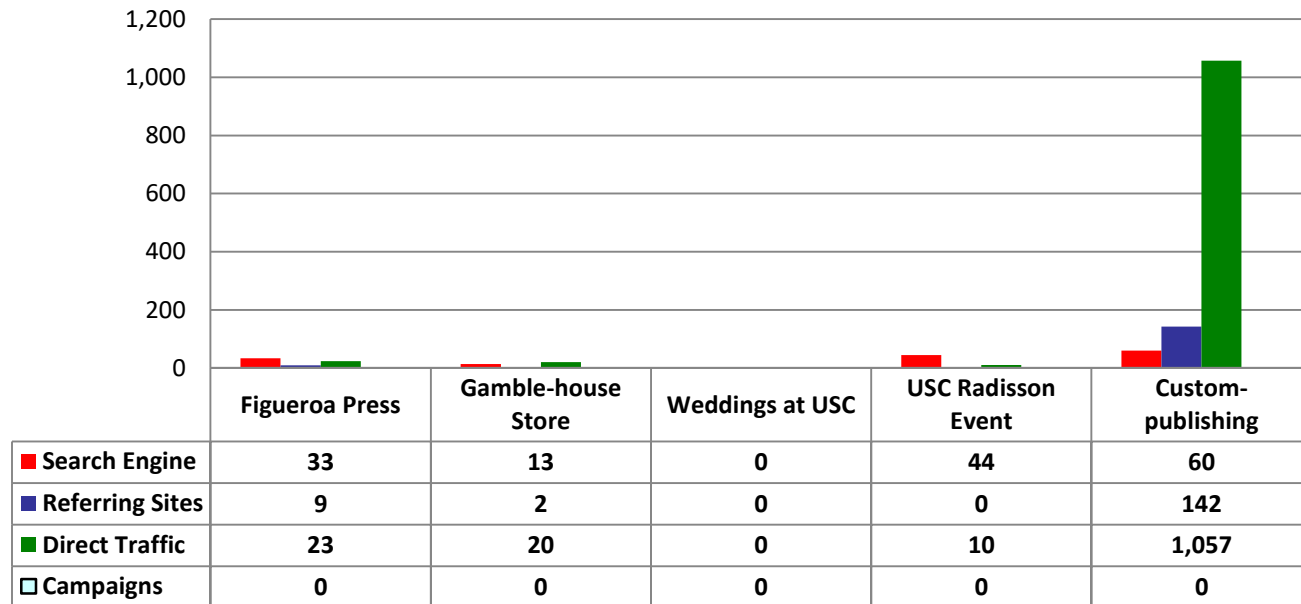 1,200
1,000
800
600
400
200
0
Figueroa Press
Gamble-house
Store
Weddings at USC
USC Radisson
Event
Custom-
publishing
Search Engine 33 13 0 44 60
Referring Sites 9 2 0 0 142
Direct Traffic 23 20 0 10 1,057
Campaigns 0 0 0 0 0